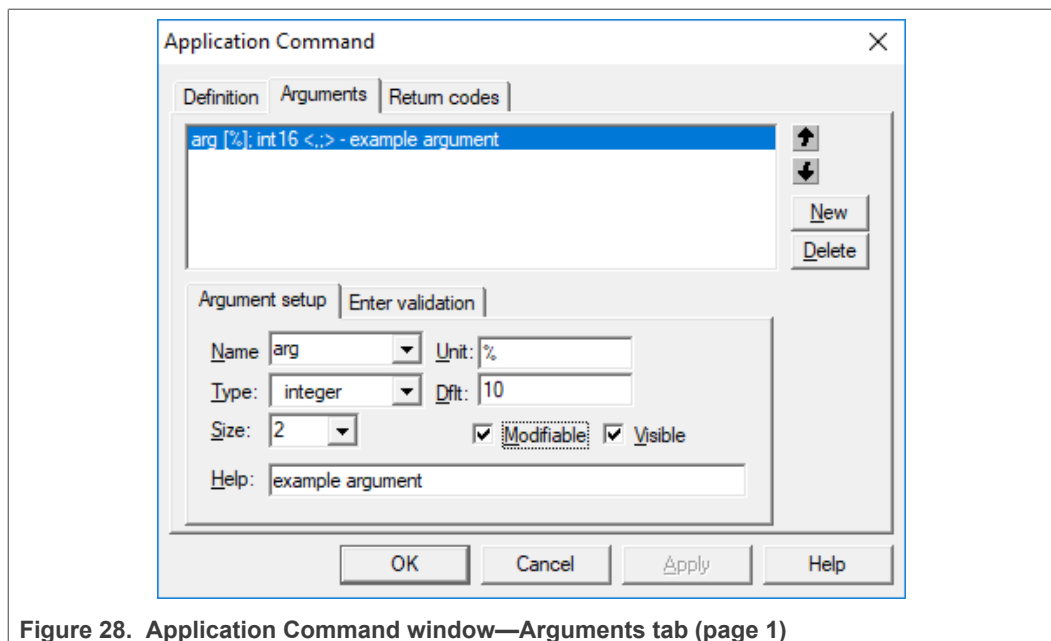 Application Command
Definition Arguments Return codes
arg [%]; int16 <,;> - example argument
New
Delete
Argument setup Enter validation
Name arg Unit: %
Type: integer Dflt: 10
Size: 2 Modifiable Visible
Help: example argument
OK Cancel Apply Help
Figure 28. Application Command window—Arguments tab (page 1)